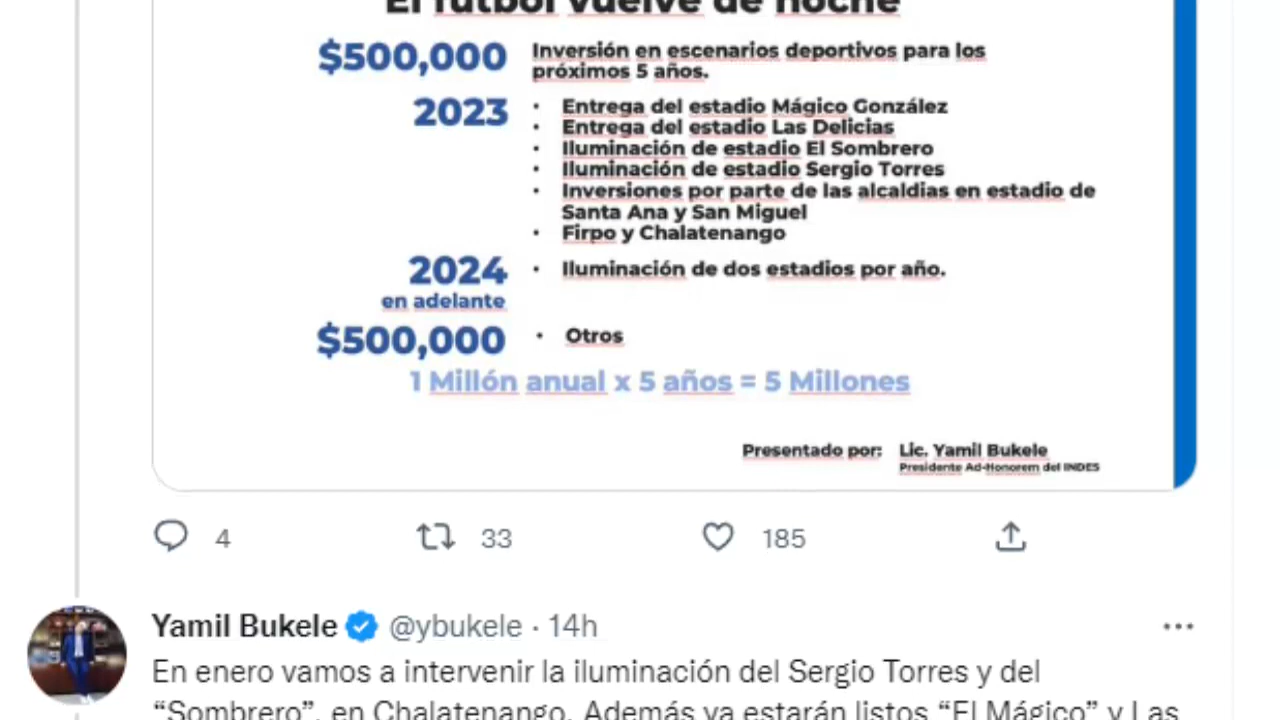 El fútbol vuelve de noche
$500,000 Inversión en escenarios deportivos para los
próximos 5 años.
2023 • Entrega del estadio Mágico González
• Entrega del estadio Las Delicias
• Iluminación de estadio El Sombrero
• Iluminación de estadio Sergio Torres
• Inversiones por parte de las alcaldias en estadio de
Santa Ana y San Miguel
• Firpo y Chalatenango
2024 • Iluminación de dos estadios por año.
en adelante
$500,000 • Otros
1 Millón anual x 5 años = 5 Millones
Presentado por: Lic. Yamil Bukele
Presidente Ad-Honorem del INDES
4 33 185
Yamil Bukele @ybukele · 14h
En enero vamos a intervenir la iluminación del Sergio Torres y del
“Sombrero”, en Chalatenango. Además ya estarán listos “El Mágico” y Las